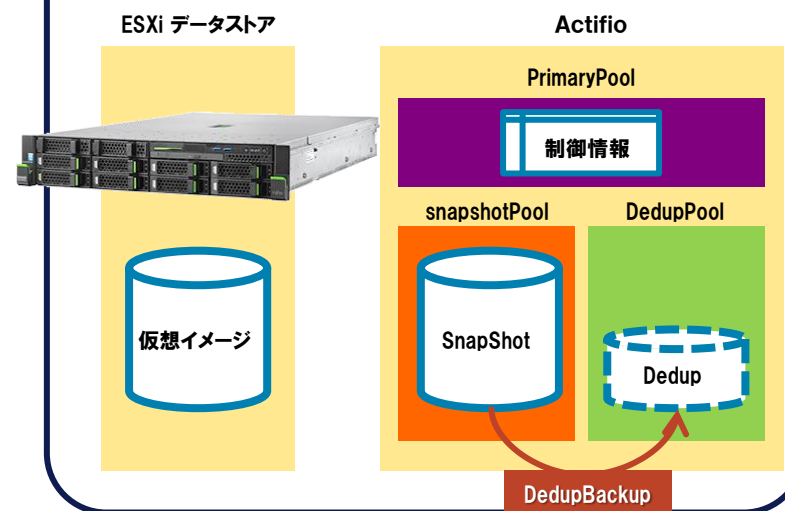 ESXi データストア
Actifio
PrimaryPool
制御情報
snapshotPool
DedupPool
仮想イメージ
SnapShot
Dedup
DedupBackup